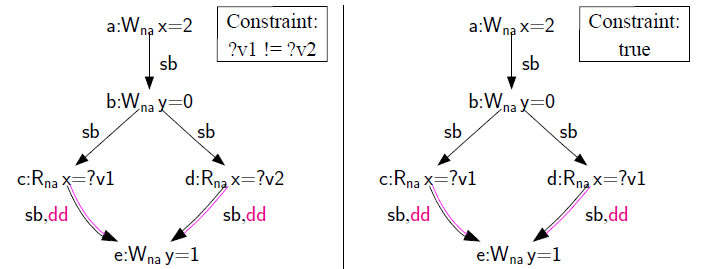 a:Wna x=2
Constraint:
?v1 != ?v2
sb
b:Wna y=0
sb sb
c:Rna x=?v1 d:Rna x=?v2
sb,dd sb,dd
e:Wna y=1
a:Wna x=2
Constraint:
true
sb
b:Wna y=0
sb sb
c:Rna x=?v1 d:Rna x=?v1
sb,dd sb,dd
e:Wna y=1